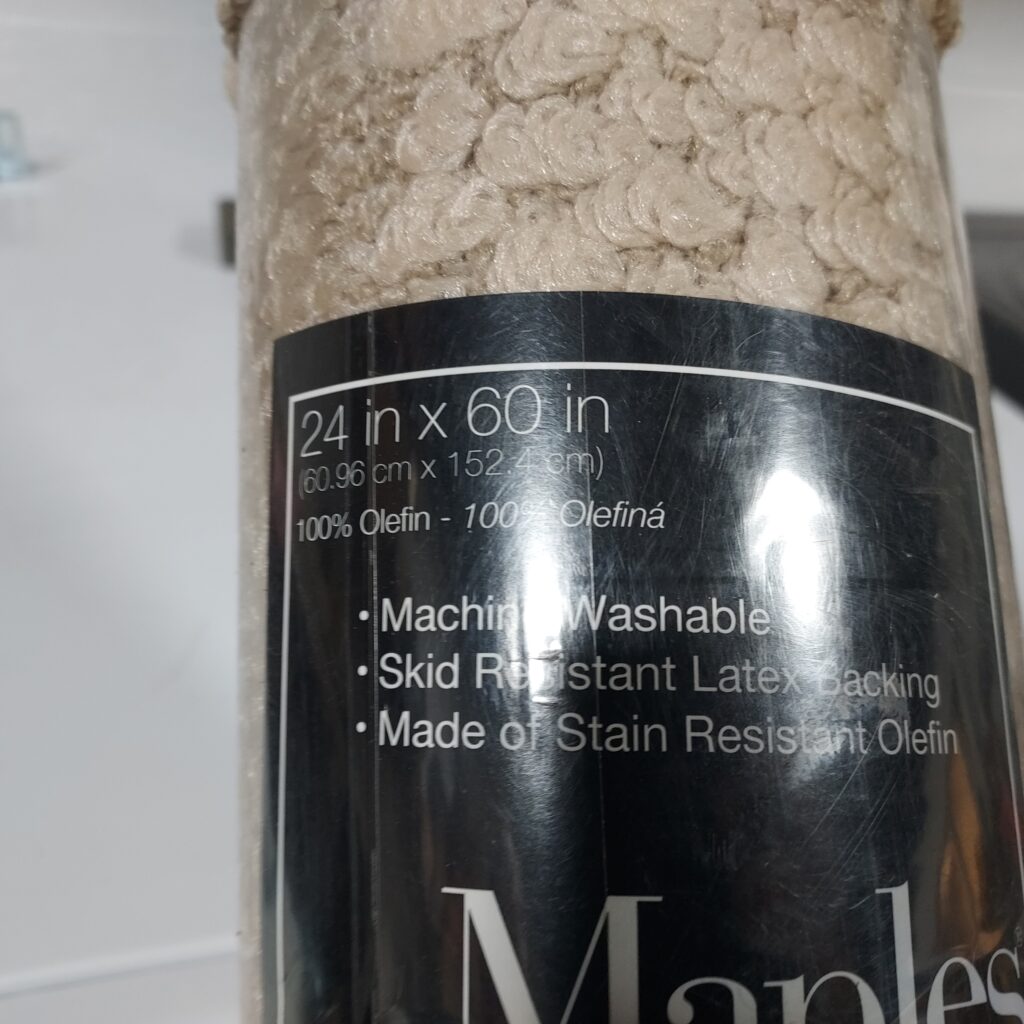 24 in x 60 in
(60.96 cm x 152.4 cm)
100% Olefin - 100% Olefiná
• Machine Washable
• Skid Resistant Latex Backing
• Made of Stain Resistant Olefin
Maples